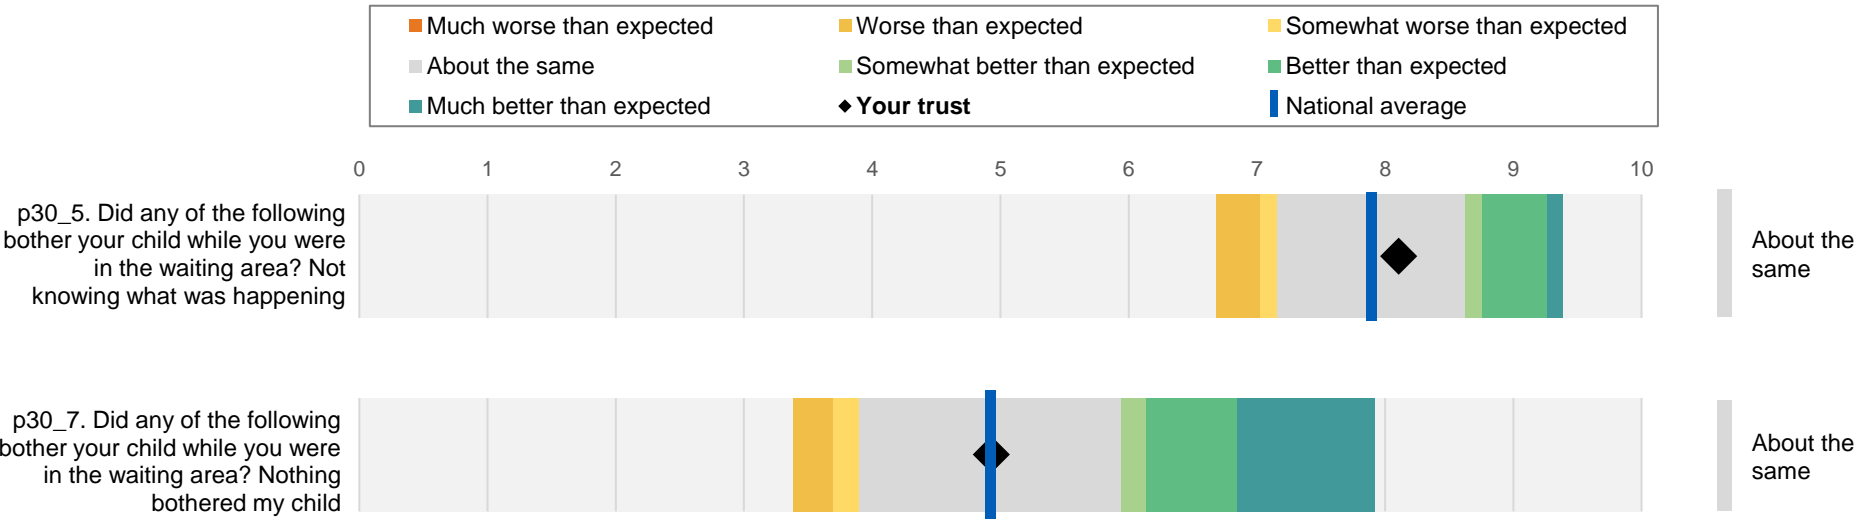 Much worse than expected
Worse than expected
Somewhat worse than expected
About the same
Somewhat better than expected
Better than expected
Much better than expected
Your trust
National average
0 1 2 3 4 5 6 7 8 9 10
p30_5. Did any of the following
bother your child while you were
in the waiting area? Not
knowing what was happening
About the
same
p30_7. Did any of the following
bother your child while you were
in the waiting area? Nothing
bothered my child
About the
same